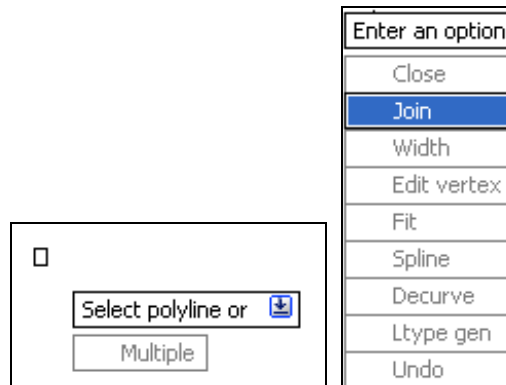 Select polyline or
Multiple
Enter an option
Close
Join
Width
Edit vertex
Fit
Spline
Decurve
Ltype gen
Undo